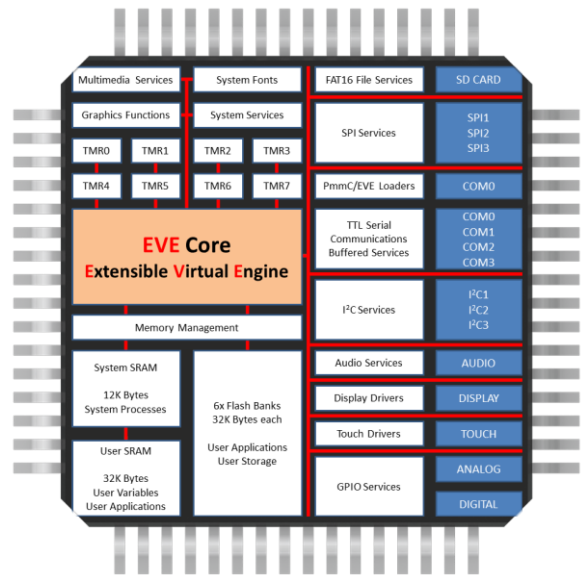 Multimedia Services
System Fonts
FAT16 File Services
SD CARD
Graphics Functions
System Services
SPI Services
SPI1
SPI2
SPI3
TMR0
TMR1
TMR2
TMR3
TMR4
TMR5
TMR6
TMR7
PmmC/EVE Loaders
COM0
EVE Core
Extensible Virtual Engine
TTL Serial
Communications
Buffered Services
COM0
COM1
COM2
COM3
I²C Services
I²C1
I²C2
I²C3
Memory Management
System SRAM
12K Bytes
System Processes
6x Flash Banks
32K Bytes each
User Applications
User Storage
Audio Services
AUDIO
Display Drivers
DISPLAY
Touch Drivers
TOUCH
User SRAM
32K Bytes
User Variables
User Applications
GPIO Services
ANALOG
DIGITAL